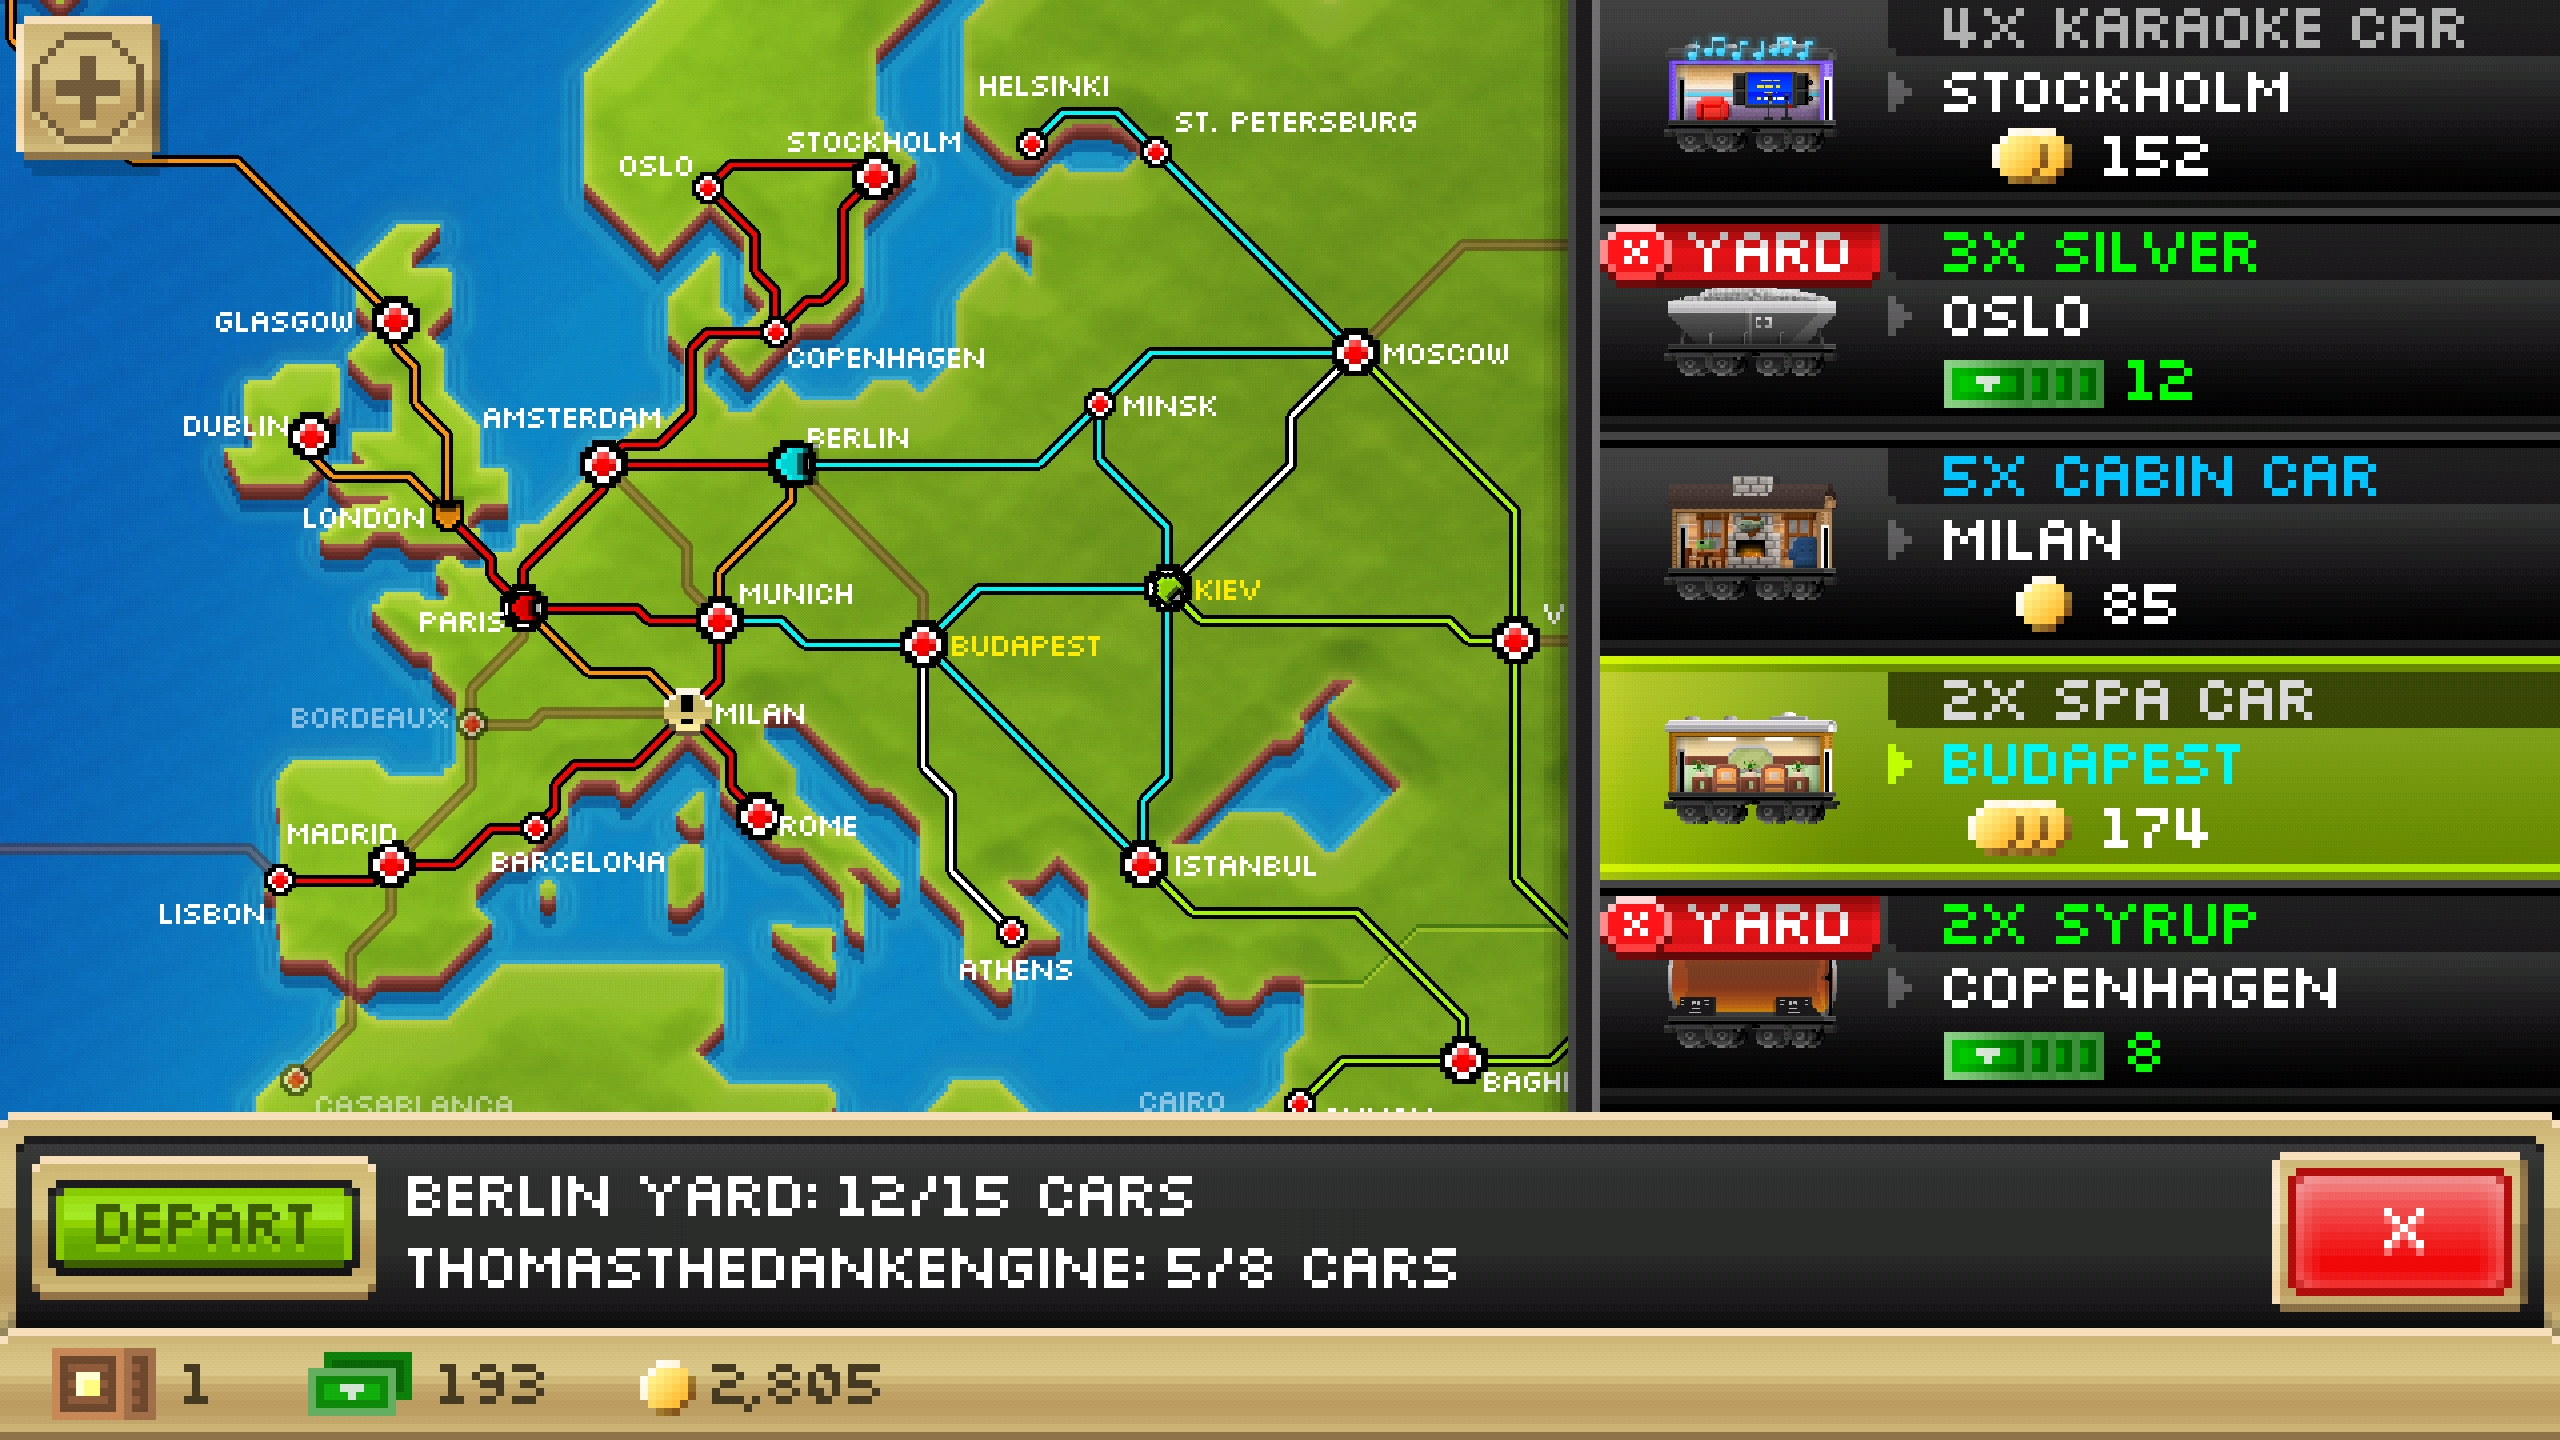 HELSINKI
ST. PETERSBURG
STOCKHOLM
OSLO
GLASGOW
COPENHAGEN
MOSCOW
MINSK
AMSTERDAM
DUBLIN
BERLIN
LONDON
KIEV
MUNICH
PARIS
V
BUDAPEST
BORDEAUX
MILAN
MADRID
ROME
BARCELONA
ISTANBUL
LISBON
ATHENS
BAGH
CASABLANCA
CAIRO
4X KARAOKE CAR
STOCKHOLM
152
X YARD
3X SILVER
OSLO
12
5X CABIN CAR
MILAN
85
2X SPA CAR
BUDAPEST
174
X YARD
2X SYRUP
COPENHAGEN
8
DEPART
BERLIN YARD: 12/15 CARS
THOMASTHEDANKENGINE: 5/8 CARS
X
1
193
2,805